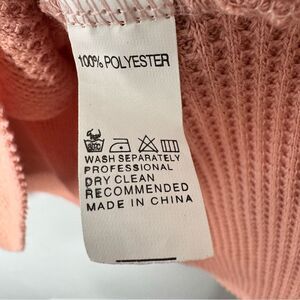 100% POLYESTER
WASH SEPARATELY
PROFESSIONAL
DRY CLEAN
RECOMMENDED
MADE IN CHINA